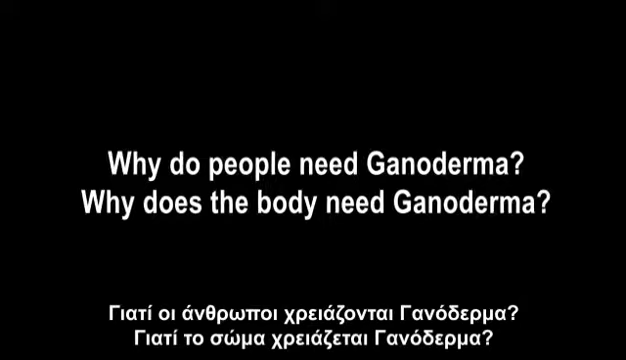 Why do people need Ganoderma?
Why does the body need Ganoderma?
Γιατί οι άνθρωποι χρειάζονται Γανόδερμα?
Γιατί το σώμα χρειάζεται Γανόδερμα?